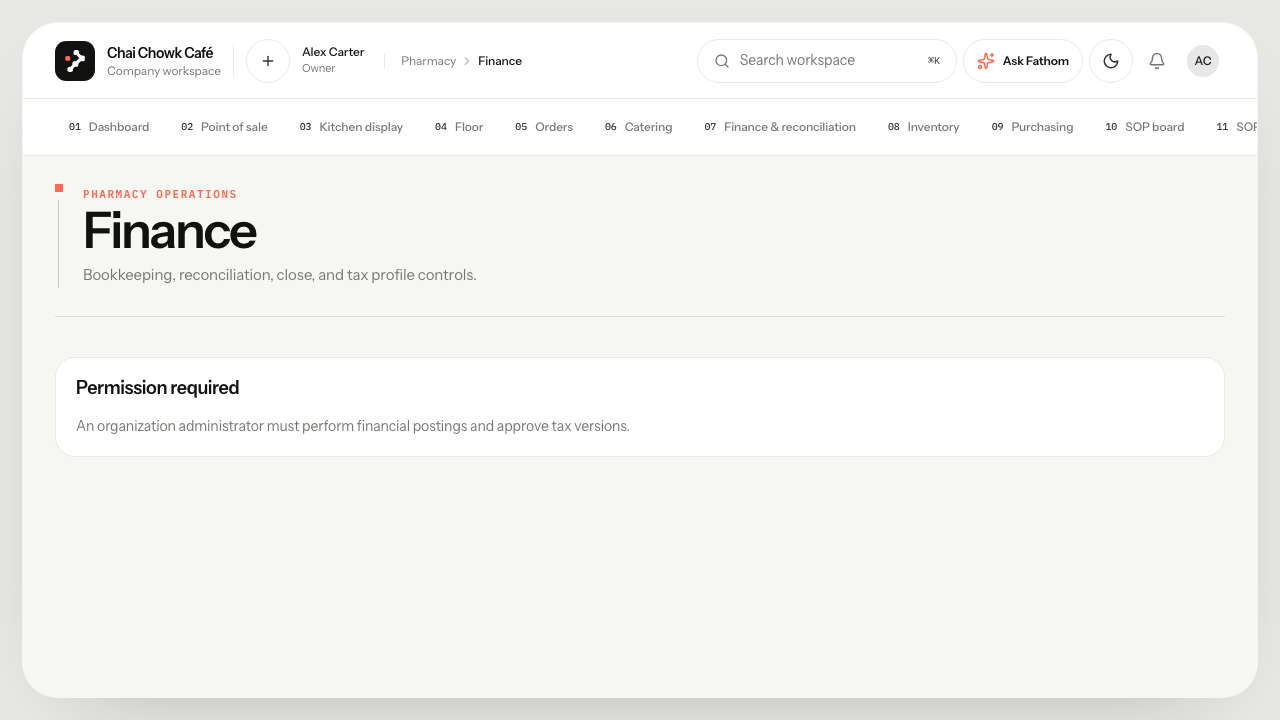 Chai Chowk Café
Company workspace
Alex Carter
Owner
Pharmacy
Finance
Search workspace
⌘K
Ask Fathom
AC
01 Dashboard
02 Point of sale
03 Kitchen display
04 Floor
05 Orders
06 Catering
07 Finance & reconciliation
08 Inventory
09 Purchasing
10 SOP board
11 SOP
PHARMACY OPERATIONS
Finance
Bookkeeping, reconciliation, close, and tax profile controls.
Permission required
An organization administrator must perform financial postings and approve tax versions.